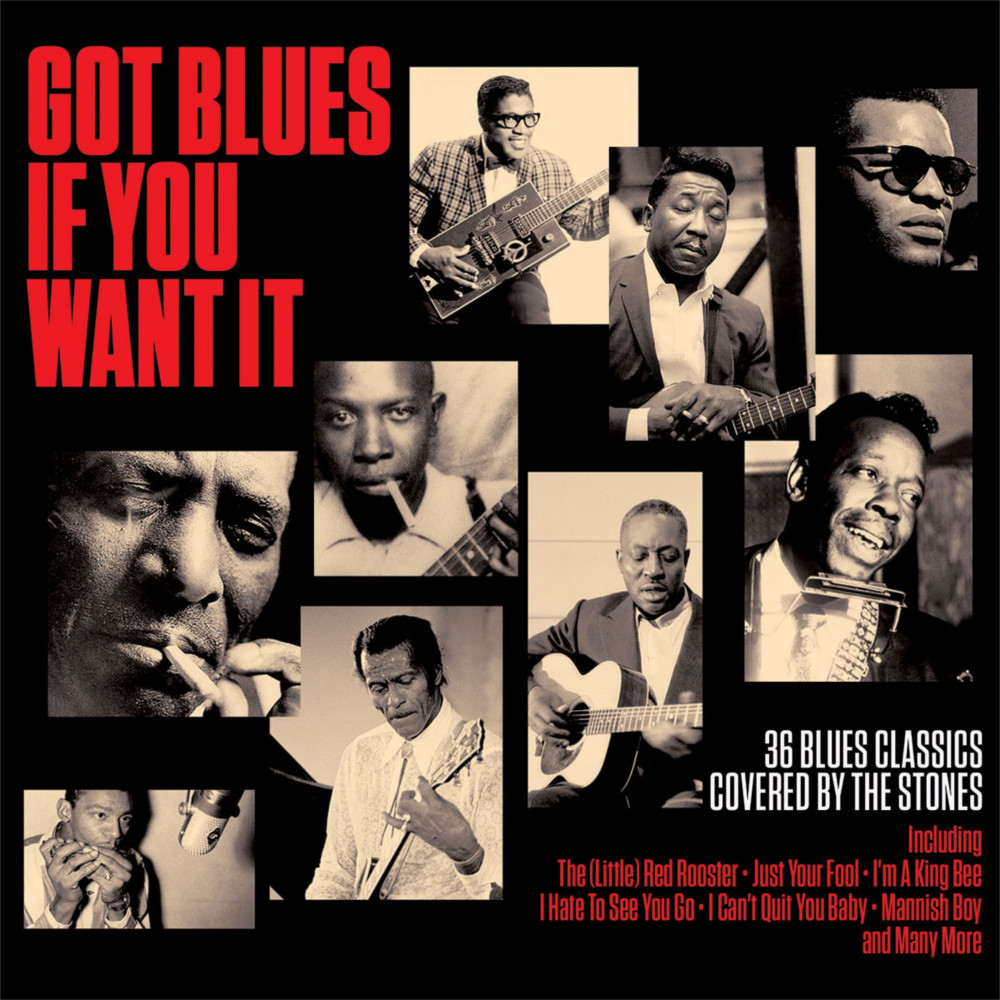 GOT BLUES
IF YOU
WANT IT
36 BLUES CLASSICS
COVERED BY THE STONES
Including
The (Little) Red Rooster • Just Your Fool • I'm A King Bee
I Hate To See You Go • I Can't Quit You Baby • Mannish Boy
and Many More